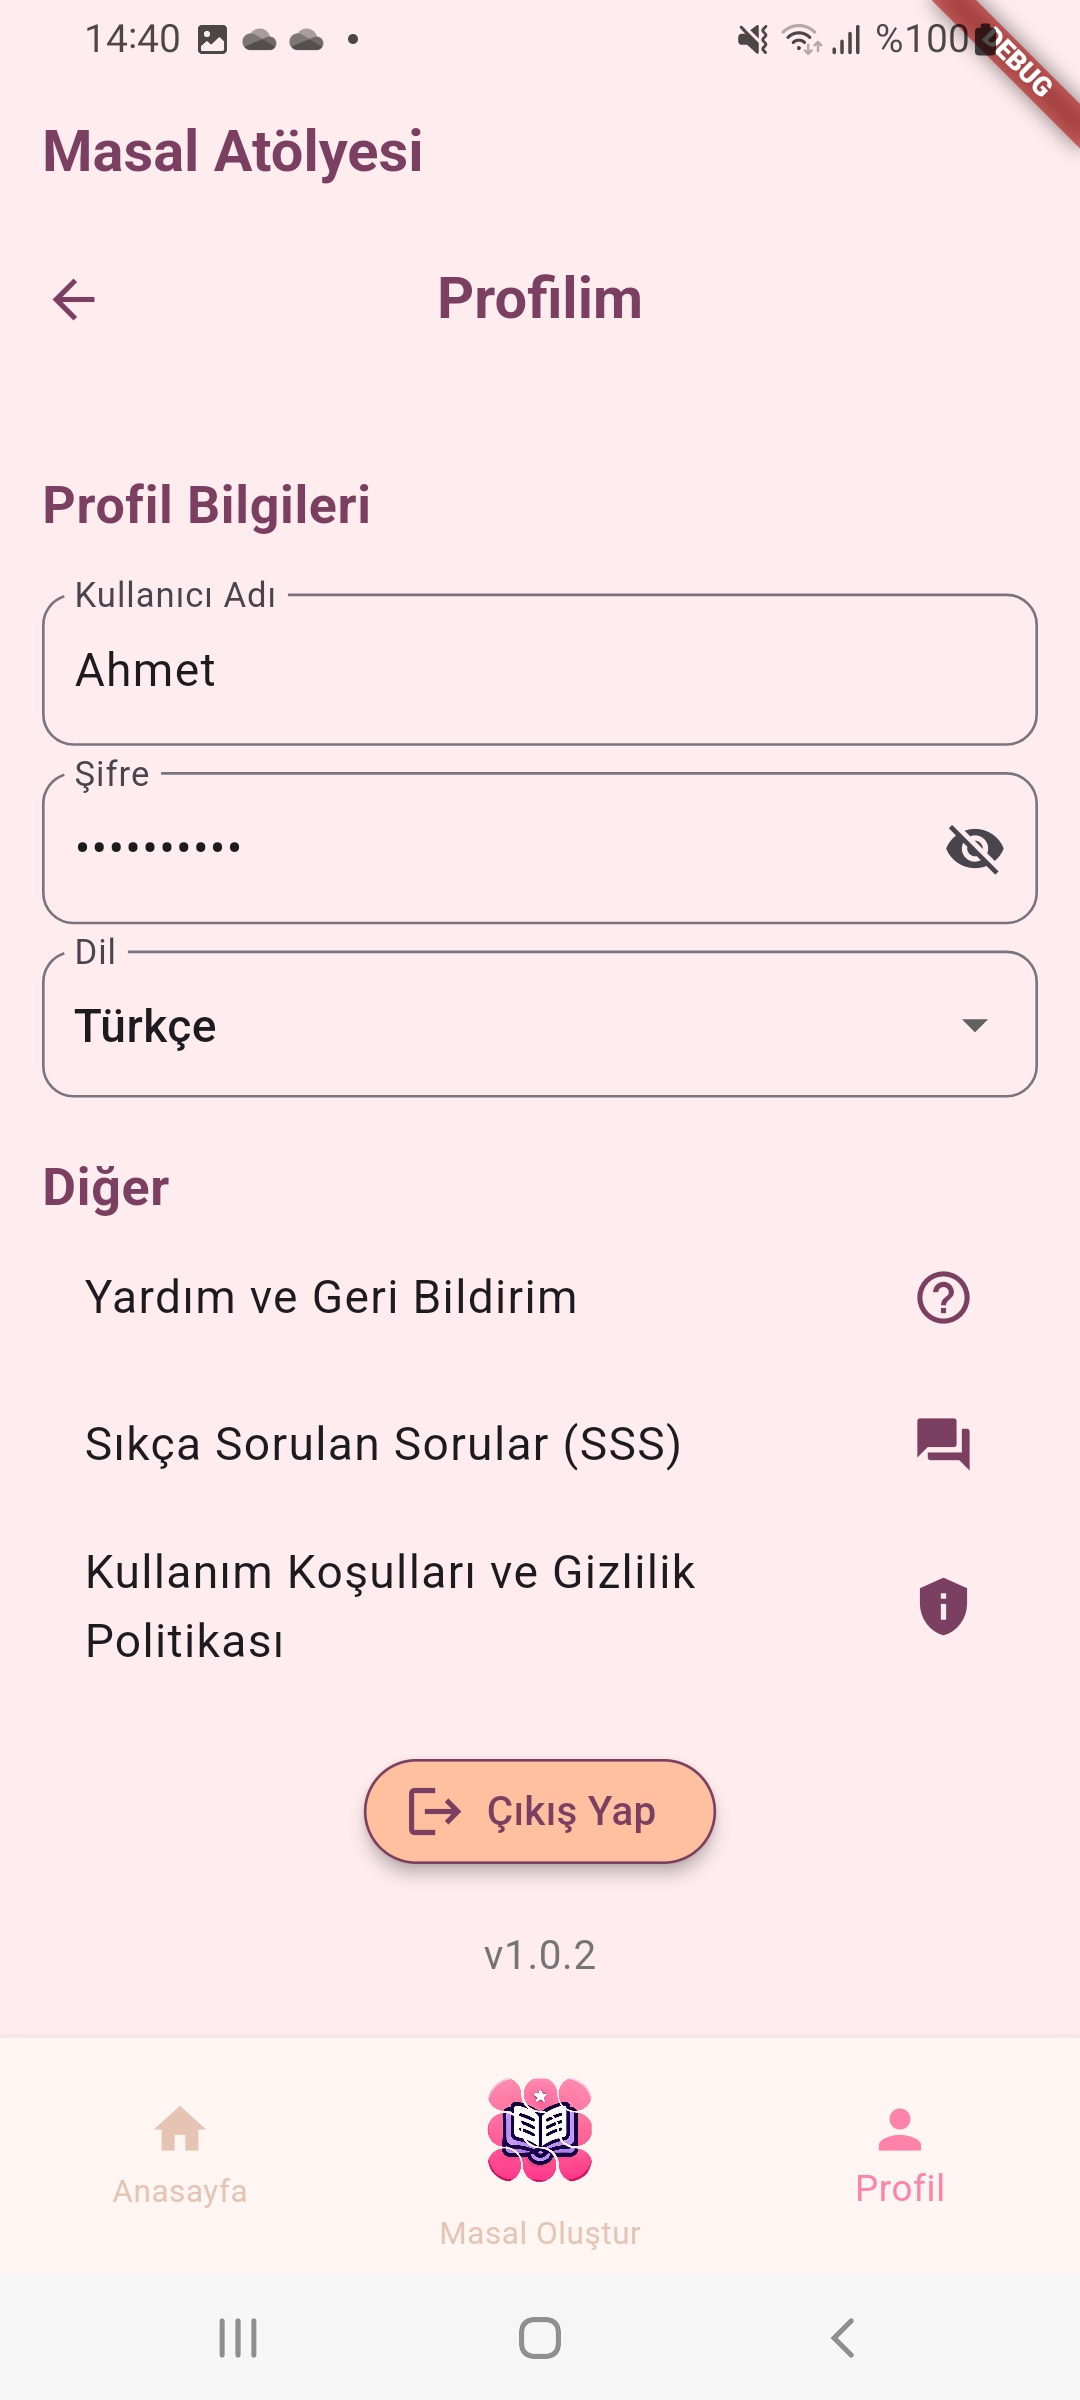 14:40
%100
DEBUG
Masal Atölyesi
Profilim
Profil Bilgileri
Kullanıcı Adı
Ahmet
Şifre
••••••••••
Dil
Türkçe
Diğer
Yardım ve Geri Bildirim
Sıkça Sorulan Sorular (SSS)
Kullanım Koşulları ve Gizlilik
Politikası
Çıkış Yap
v1.0.2
Anasayfa
Masal Oluştur
Profil